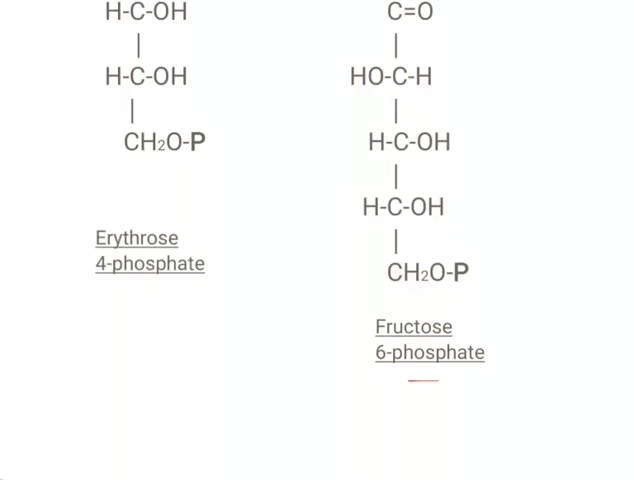 H-C-OH
|
H-C-OH
|
CH₂O-P
Erythrose
4-phosphate
C=O
|
HO-C-H
|
H-C-OH
|
H-C-OH
|
CH₂O-P
Fructose
6-phosphate